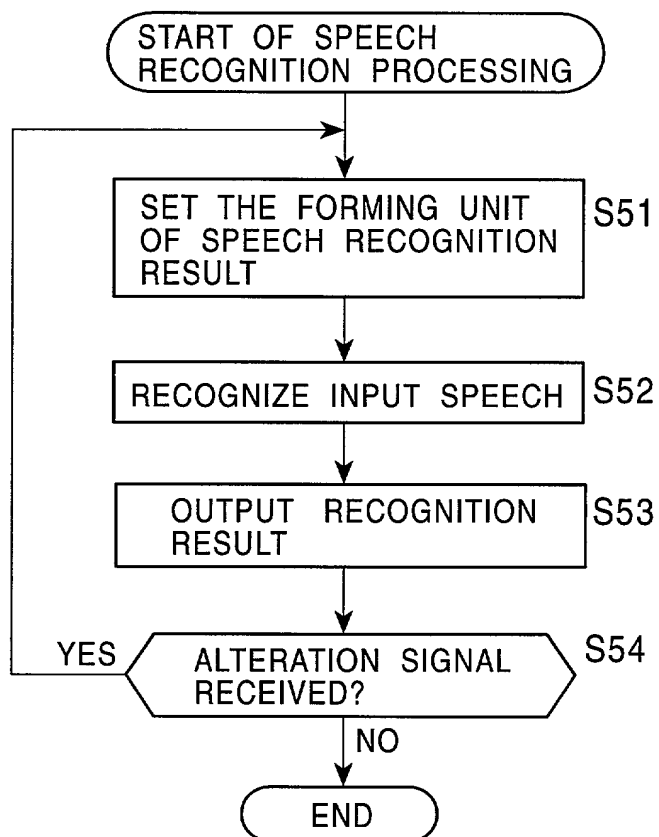 START OF SPEECH
RECOGNITION PROCESSING
SET THE FORMING UNIT
OF SPEECH RECOGNITION
RESULT
S51
RECOGNIZE INPUT SPEECH
S52
OUTPUT RECOGNITION
RESULT
S53
YES
ALTERATION SIGNAL
RECEIVED?
S54
NO
END